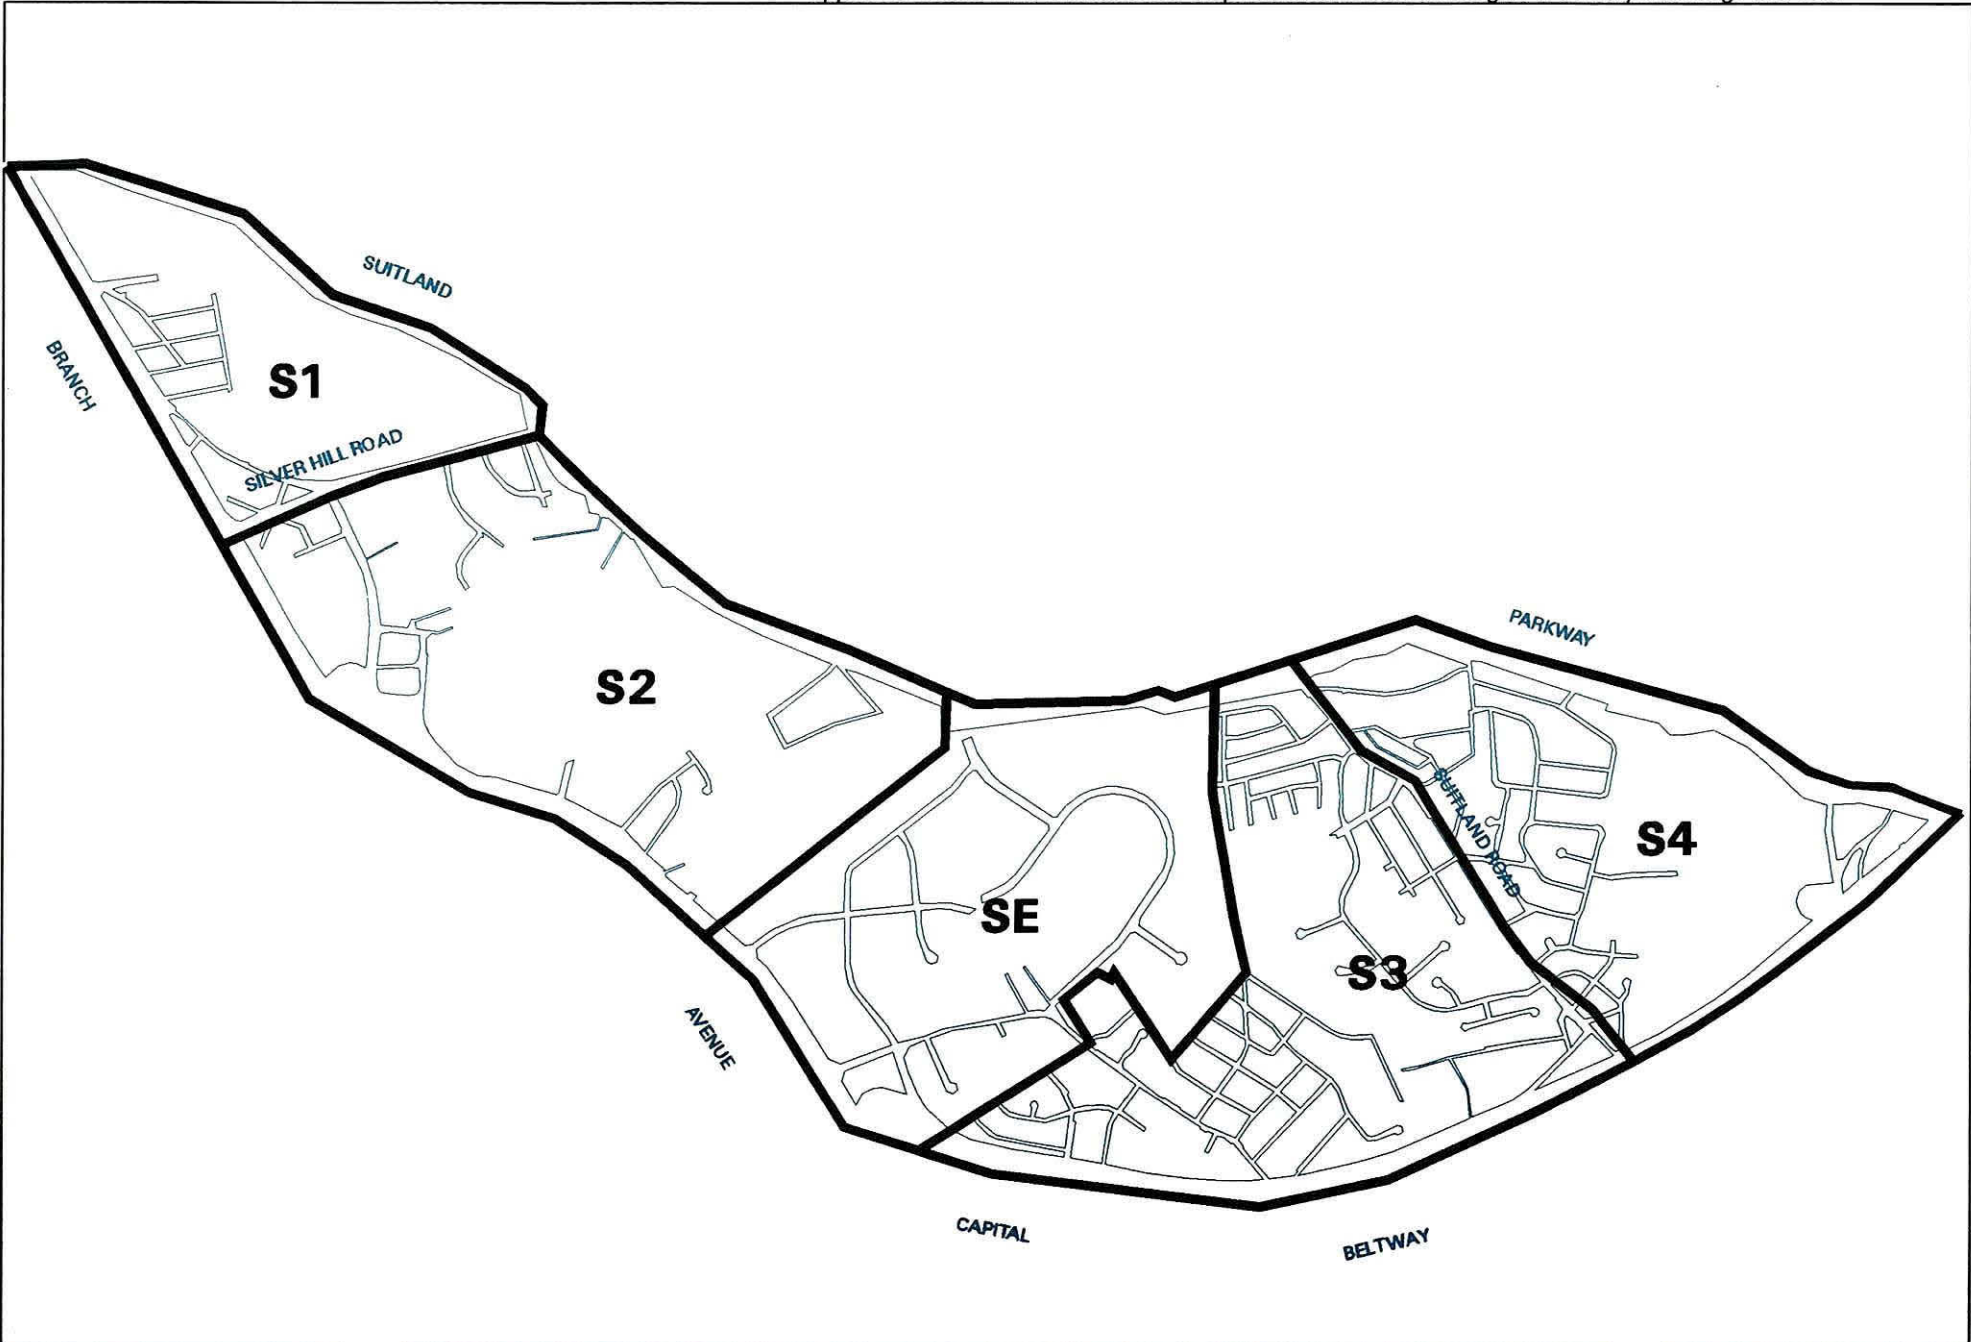 SUITLAND
BRANCH
S1
SILVER HILL ROAD
PARKWAY
S2
SUITLAND ROAD
S4
SE
S3
AVENUE
CAPITAL
BELTWAY